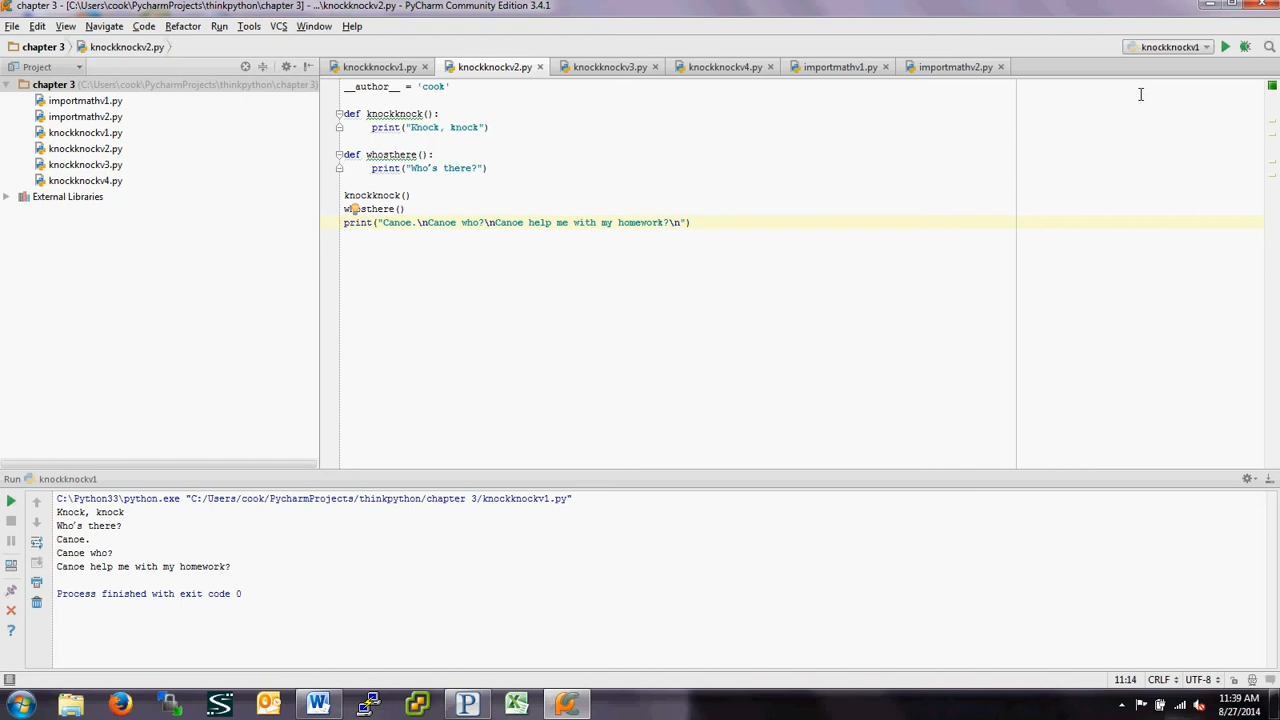 chapter 3 - [C:\Users\cook\PycharmProjects\thinkpython\chapter 3] - ...\knockknockv2.py - PyCharm Community Edition 3.4.1
File Edit View Navigate Code Refactor Run Tools VCS Window Help
chapter 3 knockknockv2.py knockknockv1
Project knockknockv1.py knockknockv2.py knockknockv3.py knockknockv4.py importmathv1.py importmathv2.py
chapter 3 (C:\Users\cook\PycharmProjects\thinkpython\chapter 3)
importmathv1.py
importmathv2.py
knockknockv1.py
knockknockv2.py
knockknockv3.py
knockknockv4.py
External Libraries
__author__ = 'cook'
def knockknock():
print("Knock, knock")
def whosthere():
print("Who's there?")
knockknock()
whosthere()
print("Canoe.\nCanoe who?\nCanoe help me with my homework?\n")
Run knockknockv1
C:\Python33\python.exe "C:/Users/cook/PycharmProjects/thinkpython/chapter 3/knockknockv1.py"
Knock, knock
Who's there?
Canoe.
Canoe who?
Canoe help me with my homework?
Process finished with exit code 0
11:14 CRLF UTF-8
11:39 AM
8/27/2014